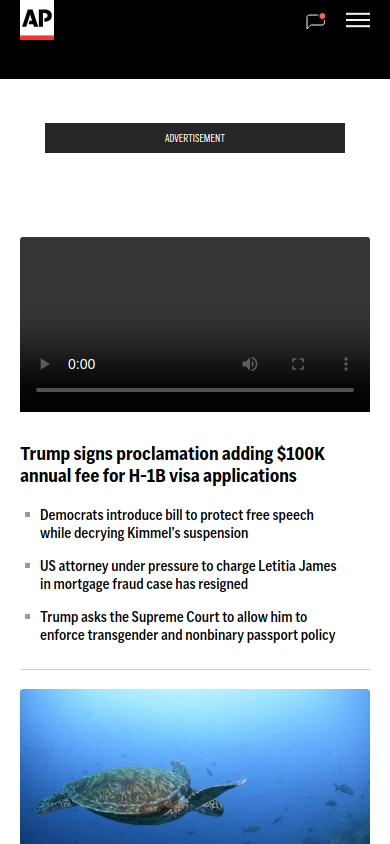 AP
ADVERTISEMENT
0:00
Trump signs proclamation adding $100K
annual fee for H-1B visa applications
Democrats introduce bill to protect free speech
while decrying Kimmel's suspension
US attorney under pressure to charge Letitia James
in mortgage fraud case has resigned
Trump asks the Supreme Court to allow him to
enforce transgender and nonbinary passport policy